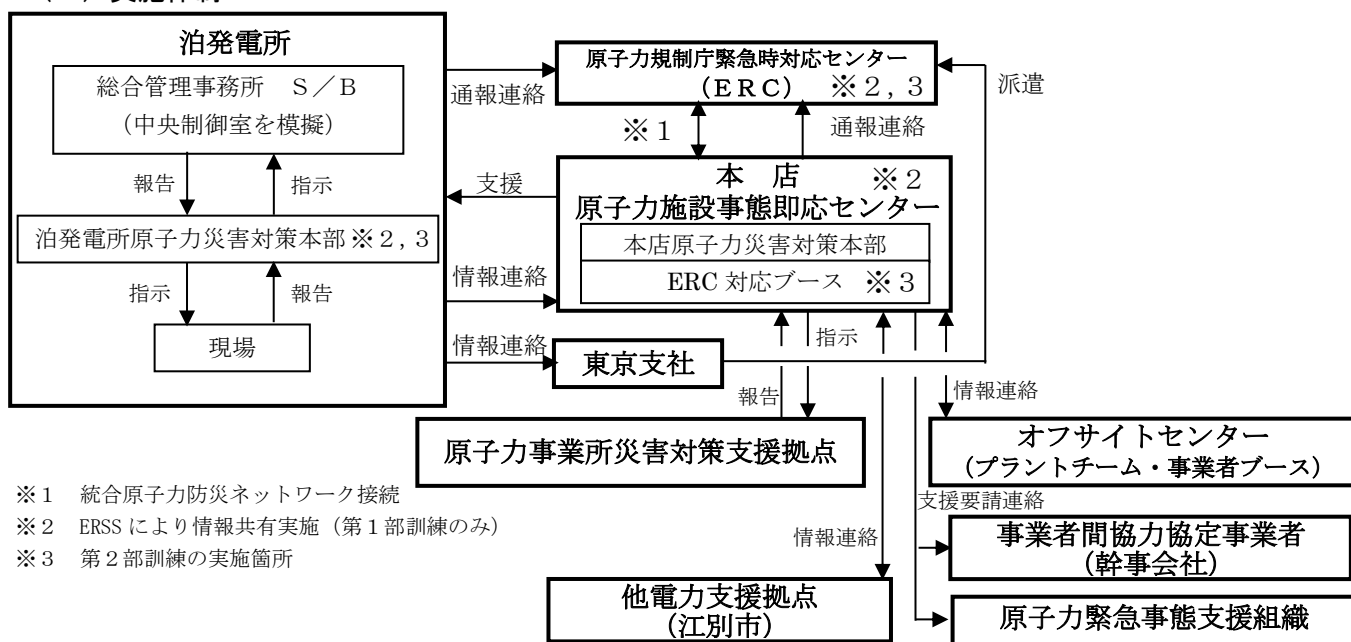 泊発電所
総合管理事務所 S/B
(中央制御室を模擬)
報告
指示
泊発電所原子力災害対策本部※2,3
指示
報告
現場
通報連絡
支援
情報連絡
情報連絡
原子力規制庁緊急時対応センター
(ERC) ※2,3
派遣
※1
通報連絡
本 店 ※2
原子力施設事態即応センター
本店原子力災害対策本部
ERC 対応ブース ※3
東京支社
指示
報告
情報連絡
原子力事業所災害対策支援拠点
オフサイトセンター
(プラントチーム・事業者ブース)
支援要請連絡
情報連絡
事業者間協力協定事業者
(幹事会社)
他電力支援拠点
(江別市)
原子力緊急事態支援組織
※1 統合原子力防災ネットワーク接続
※2 ERSS により情報共有実施(第1部訓練のみ)
※3 第2部訓練の実施箇所